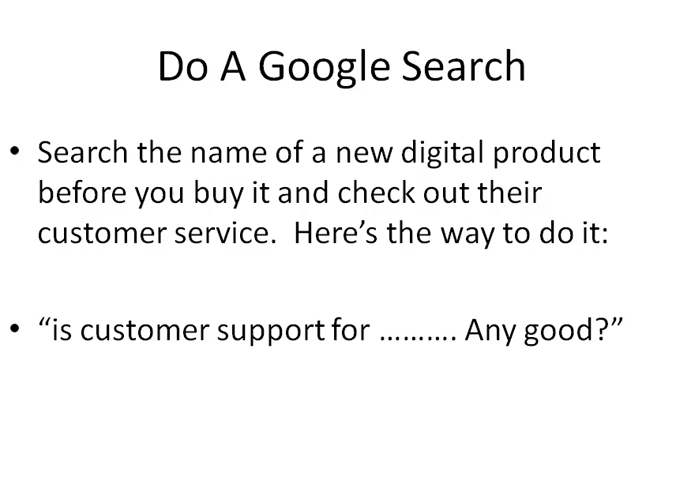 Do A Google Search
• Search the name of a new digital product
before you buy it and check out their
customer service.  Here’s the way to do it:
• “is customer support for ………. Any good?”